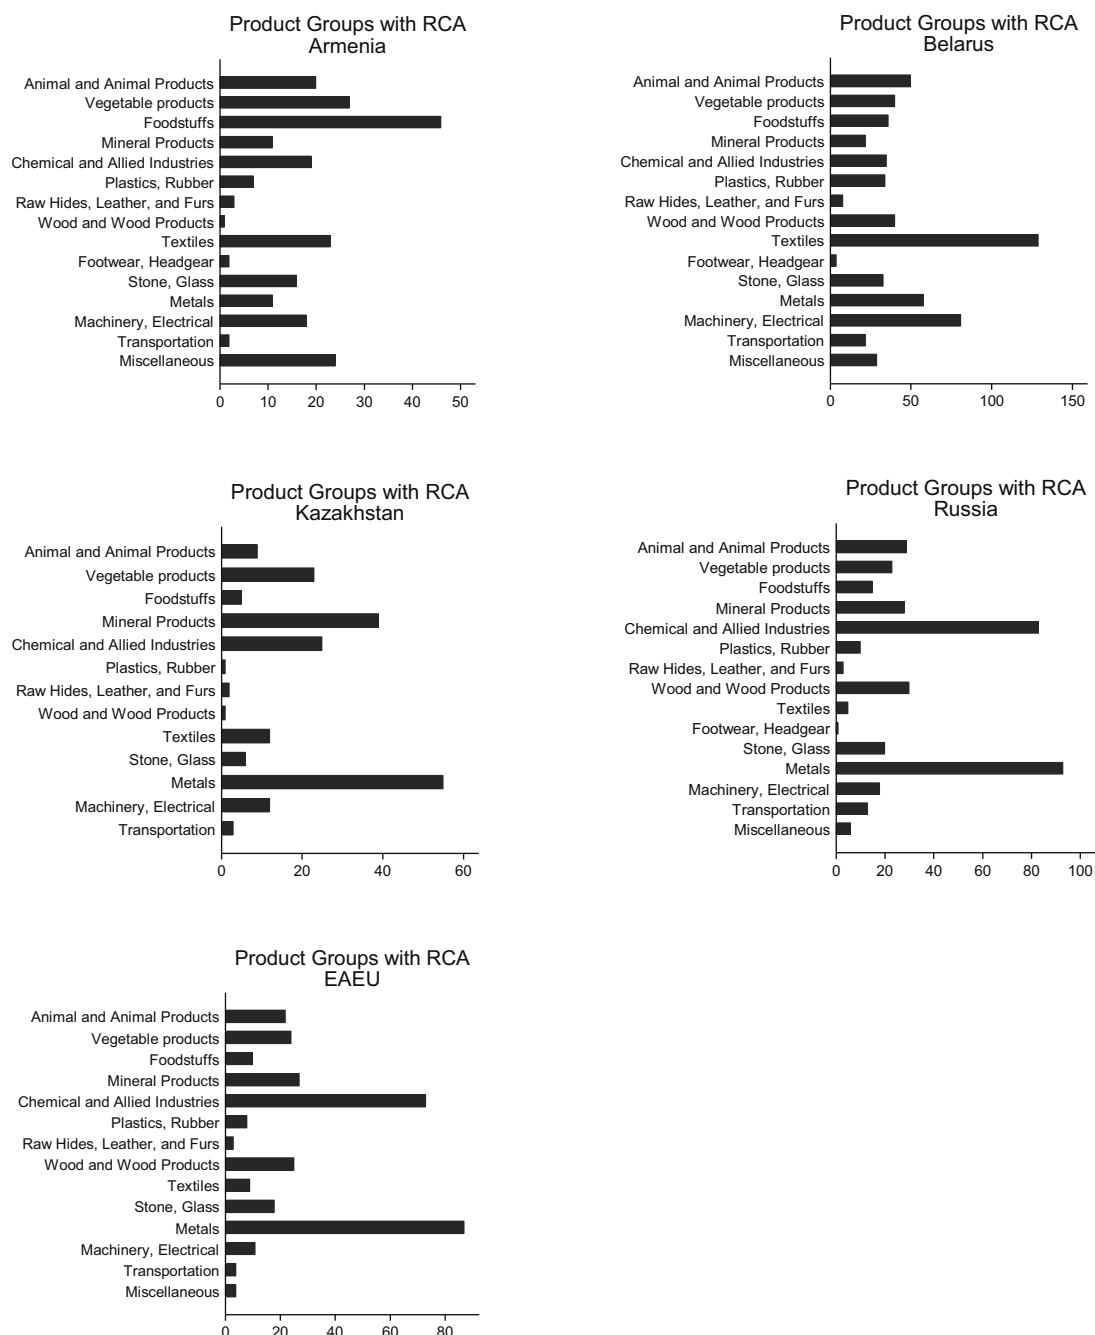 Product Groups with RCA
Armenia
Animal and Animal Products
Vegetable products
Foodstuffs
Mineral Products
Chemical and Allied Industries
Plastics, Rubber
Raw Hides, Leather, and Furs
Wood and Wood Products
Textiles
Footwear, Headgear
Stone, Glass
Metals
Machinery, Electrical
Transportation
Miscellaneous
0 10 20 30 40 50
Product Groups with RCA
Belarus
Animal and Animal Products
Vegetable products
Foodstuffs
Mineral Products
Chemical and Allied Industries
Plastics, Rubber
Raw Hides, Leather, and Furs
Wood and Wood Products
Textiles
Footwear, Headgear
Stone, Glass
Metals
Machinery, Electrical
Transportation
Miscellaneous
0 50 100 150
Product Groups with RCA
Kazakhstan
Animal and Animal Products
Vegetable products
Foodstuffs
Mineral Products
Chemical and Allied Industries
Plastics, Rubber
Raw Hides, Leather, and Furs
Wood and Wood Products
Textiles
Stone, Glass
Metals
Machinery, Electrical
Transportation
0 20 40 60
Product Groups with RCA
Russia
Animal and Animal Products
Vegetable products
Foodstuffs
Mineral Products
Chemical and Allied Industries
Plastics, Rubber
Raw Hides, Leather, and Furs
Wood and Wood Products
Textiles
Footwear, Headgear
Stone, Glass
Metals
Machinery, Electrical
Transportation
Miscellaneous
0 20 40 60 80 100
Product Groups with RCA
EAEU
Animal and Animal Products
Vegetable products
Foodstuffs
Mineral Products
Chemical and Allied Industries
Plastics, Rubber
Raw Hides, Leather, and Furs
Wood and Wood Products
Textiles
Stone, Glass
Metals
Machinery, Electrical
Transportation
Miscellaneous
0 20 40 60 80